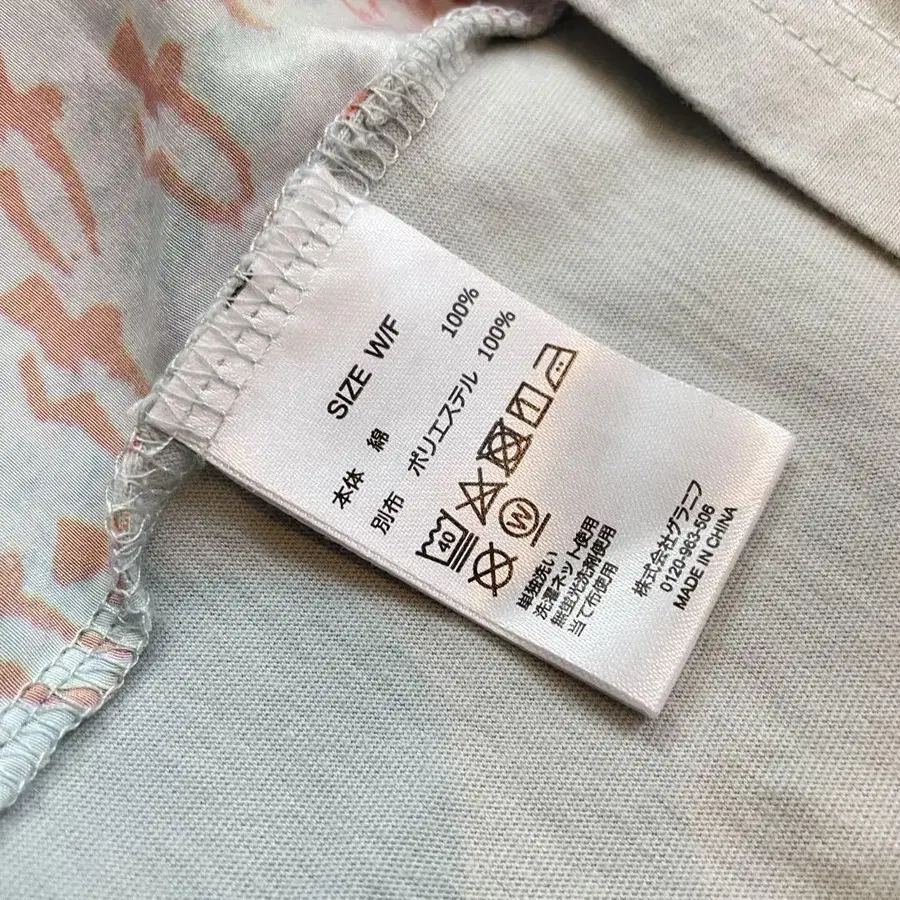 SIZE W/F
本体 綿 100%
別布 ポリエステル 100%
40
W
単独洗い
洗濯ネット使用
無蛍光洗剤使用
当て布使用
株式会社グラニフ
0120-963-506
MADE IN CHINA